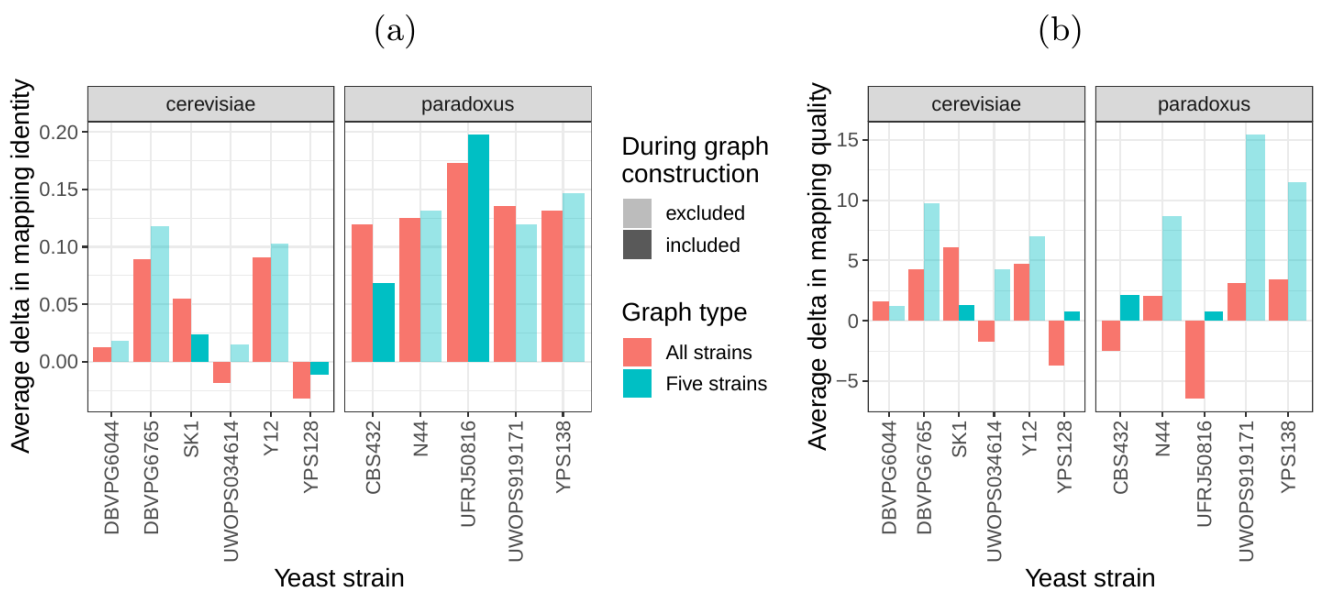 (a)
(b)
Average delta in mapping identity
cerevisiae
paradoxus
0.20
0.15
0.10
0.05
0.00
DBVPG6044
DBVPG6765
SK1
UWOPS034614
Y12
YPS128
CBS432
N44
UFRJ50816
UWOPS919171
YPS138
Yeast strain
During graph
construction
excluded
included
Graph type
All strains
Five strains
Average delta in mapping quality
cerevisiae
paradoxus
15
10
5
0
−5
DBVPG6044
DBVPG6765
SK1
UWOPS034614
Y12
YPS128
CBS432
N44
UFRJ50816
UWOPS919171
YPS138
Yeast strain